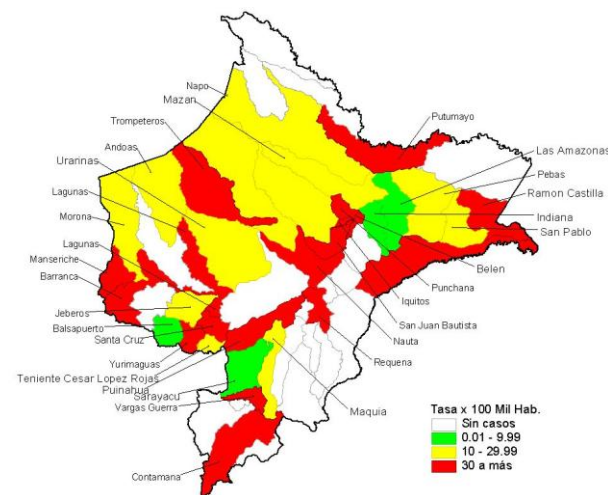 Napo
Mazan
Trompeteros
Andoas
Urarinas
Lagunas
Morona
Lagunas
Manseriche
Barranca
Jeberos
Balsapuerto
Santa Cruz
Yurimaguas
Teniente Cesar Lopez Rojas
Puinahua
Sarayacu
Vargas Guerra
Contamana
Putumayo
Las Amazonas
Pebas
Ramon Castilla
Indiana
San Pablo
Belen
Punchana
Iquitos
San Juan Bautista
Nauta
Requena
Maquia
Tasa x 100 Mil Hab.
Sin casos
0.01 - 9.99
10 - 29.99
30 a más